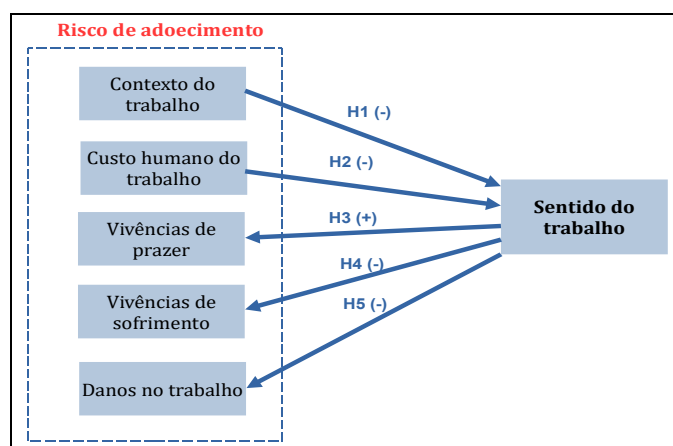 Risco de adoecimento
Contexto do
trabalho
H1 (-)
Custo humano do
trabalho
H2 (-)
Vivências de
prazer
H3 (+)
Sentido do
trabalho
Vivências de
sofrimento
H4 (-)
H5 (-)
Danos no trabalho